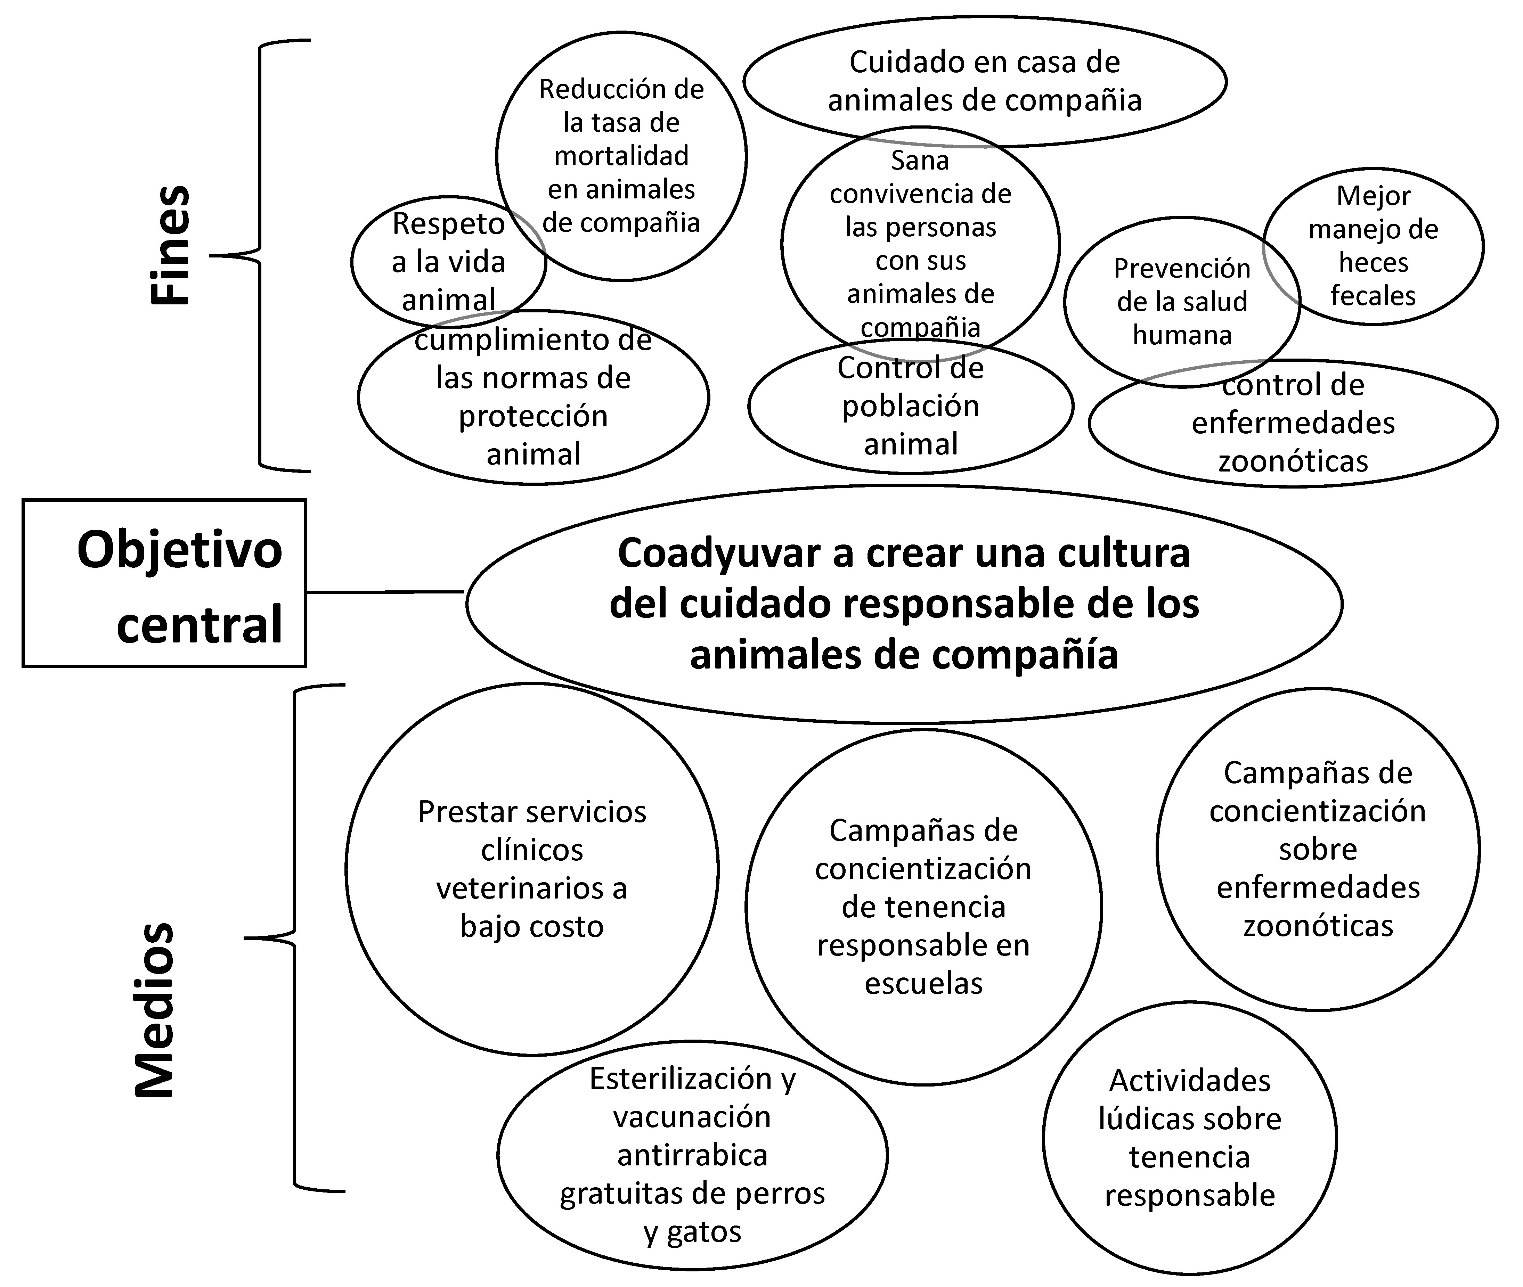 Fines
Reducción de
la tasa de
mortalidad
en animales
de compañia
Cuidado en casa de
animales de compañia
Respeto
a la vida
animal
Sana
convivencia de
las personas
con sus
animales de
compañia
Prevención
de la salud
humana
Mejor
manejo de
heces
fecales
cumplimiento de
las normas de
protección
animal
Control de
población
animal
control de
enfermedades
zoonóticas
Objetivo
central
Coadyuvar a crear una cultura
del cuidado responsable de los
animales de compañía
Medios
Prestar servicios
clínicos
veterinarios a
bajo costo
Campañas de
concientización
de tenencia
responsable en
escuelas
Campañas de
concientización
sobre
enfermedades
zoonóticas
Esterilización y
vacunación
antirrabica
gratuitas de perros
y gatos
Actividades
lúdicas sobre
tenencia
responsable